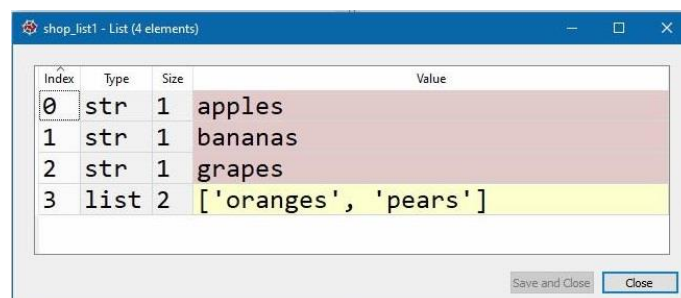 shop_list1 - List (4 elements)
Index Type Size Value
0 str 1 apples
1 str 1 bananas
2 str 1 grapes
3 list 2 ['oranges', 'pears']
Save and Close Close